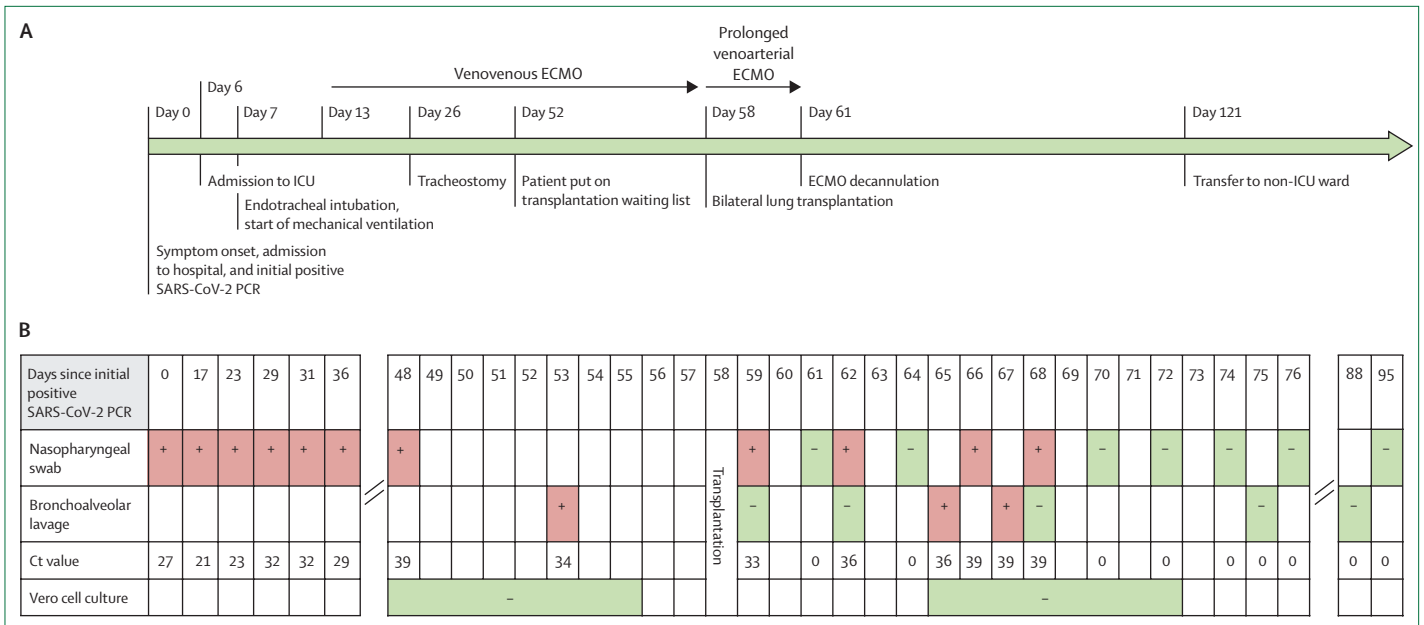 A
Prolonged
venoarterial
ECMO
Venovenous ECMO
Day 6
Day 0
Day 7
Day 13
Day 26
Day 52
Day 58
Day 61
Day 121
Admission to ICU
Tracheostomy
Patient put on
transplantation waiting list
ECMO decannulation
Transfer to non-ICU ward
Endotracheal intubation,
start of mechanical ventilation
Bilateral lung transplantation
Symptom onset, admission
to hospital, and initial positive
SARS-CoV-2 PCR
B
Days since initial
positive
SARS-CoV-2 PCR
0 17 23 29 31 36 48 49 50 51 52 53 54 55 56 57 58 59 60 61 62 63 64 65 66 67 68 69 70 71 72 73 74 75 76 88 95
Nasopharyngeal
swab
+ + + + + + + + – + – + + – – – – –
Transplantation
Bronchoalveolar
lavage
+ – – + + – – –
Ct value
27 21 23 32 32 29 39 34 33 0 36 0 36 39 39 39 0 0 0 0 0 0 0
Vero cell culture
– –